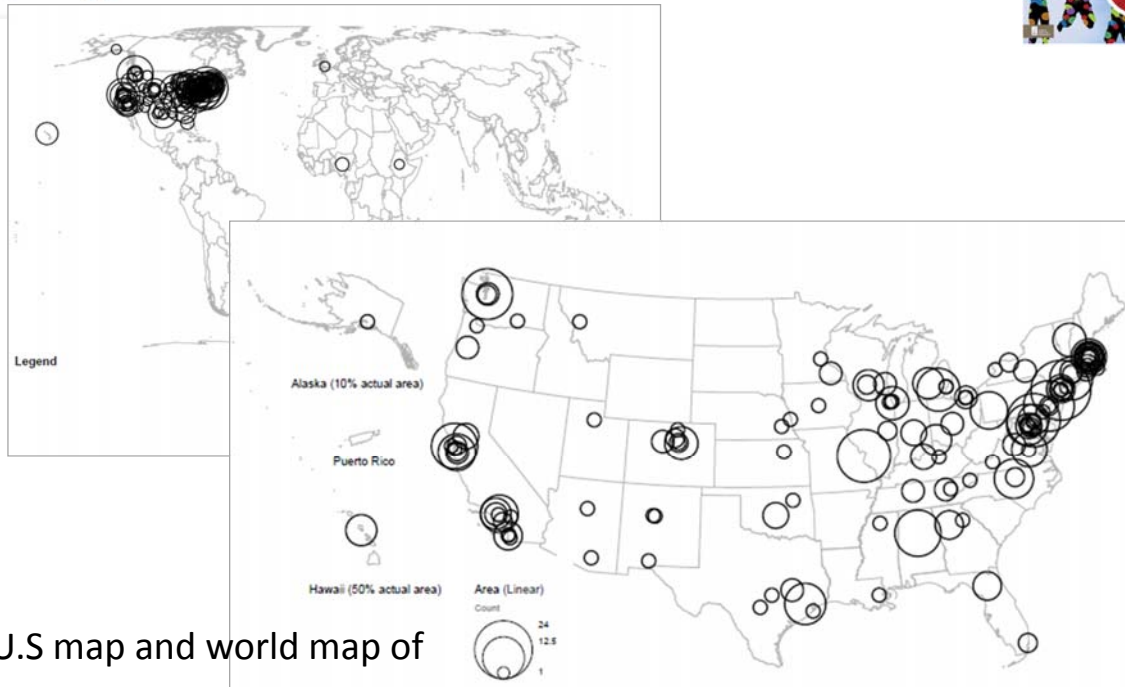 Legend
Alaska (10% actual area)
Puerto Rico
Hawaii (50% actual area)
Area (Linear)
Count
24
12.5
1
U.S map and world map of